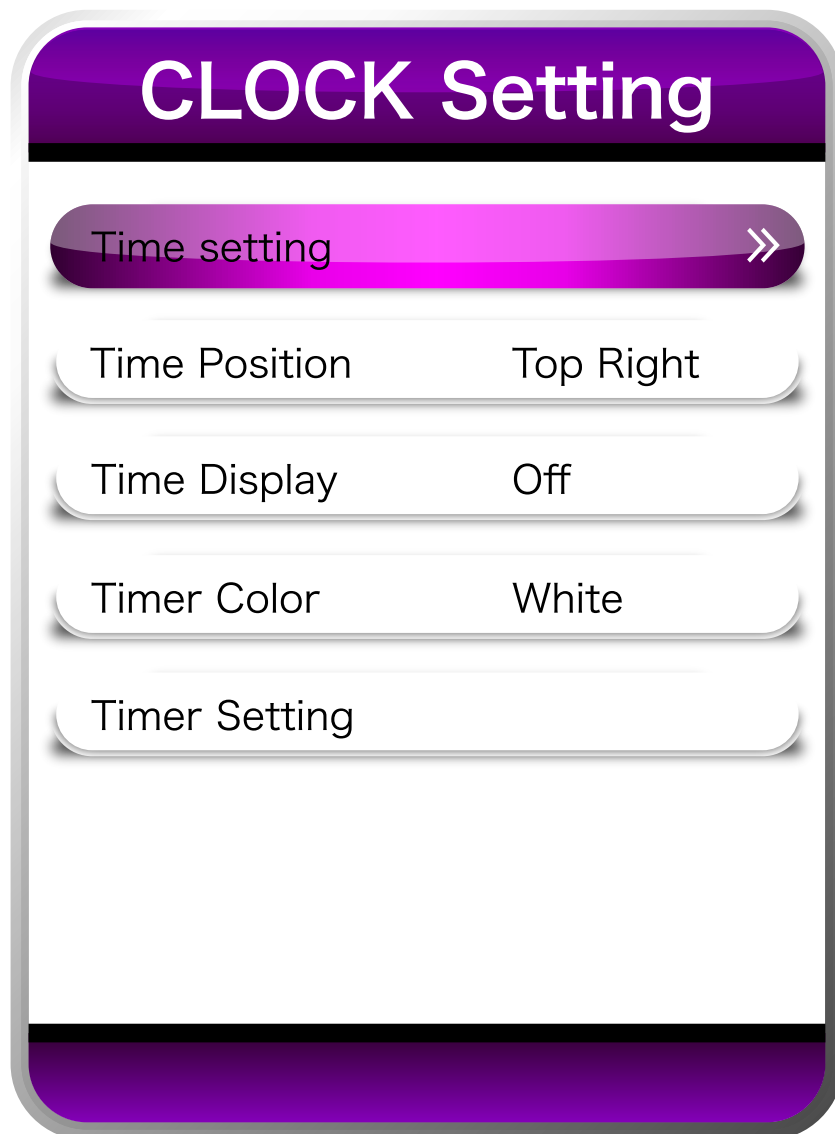 CLOCK Setting
Time setting
Time Position Top Right
Time Display Off
Timer Color White
Timer Setting